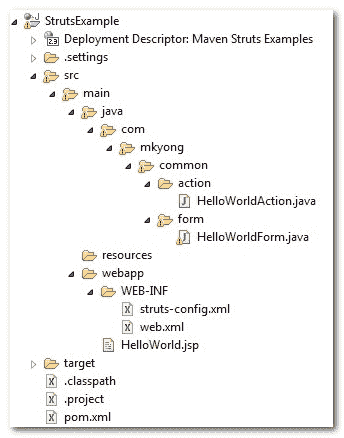 StrutsExample
Deployment Descriptor: Maven Struts Examples
.settings
src
main
java
com
mkyong
common
action
HelloWorldAction.java
form
HelloWorldForm.java
resources
webapp
WEB-INF
struts-config.xml
web.xml
HelloWorld.jsp
target
.classpath
.project
pom.xml